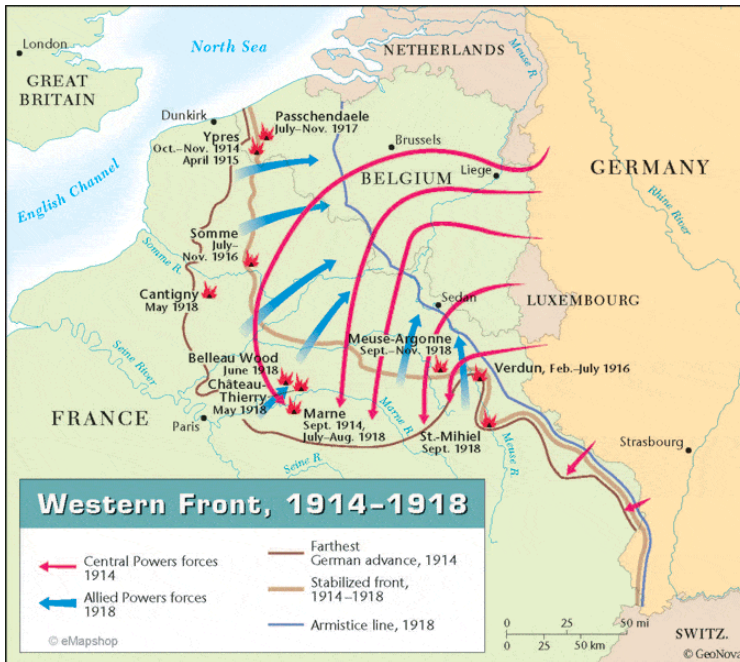 London
North Sea
NETHERLANDS
Meuse R.
GREAT
BRITAIN
Dunkirk
Passchendaele
July–Nov. 1917
Ypres
Oct.–Nov. 1914
April 1915
Brussels
BELGIUM
Liege
GERMANY
Rhine River
English Channel
Somme
July–
Nov. 1916
Somme R.
Cantigny
May 1918
Sedan
LUXEMBOURG
Meuse-Argonne
Sept.–Nov. 1918
Belleau Wood
June 1918
Verdun, Feb.–July 1916
Château-
Thierry
May 1918
Seine River
FRANCE
Paris
Marne
Sept. 1914,
July–Aug. 1918
Marne R.
St.-Mihiel
Sept. 1918
Meuse R.
Strasbourg
Seine R.
Western Front, 1914–1918
Central Powers forces
1914
Allied Powers forces
1918
Farthest
German advance, 1914
Stabilized front,
1914–1918
Armistice line, 1918
© eMapshop
0 25 50 mi
0 25 50 km
SWITZ.
© GeoNova